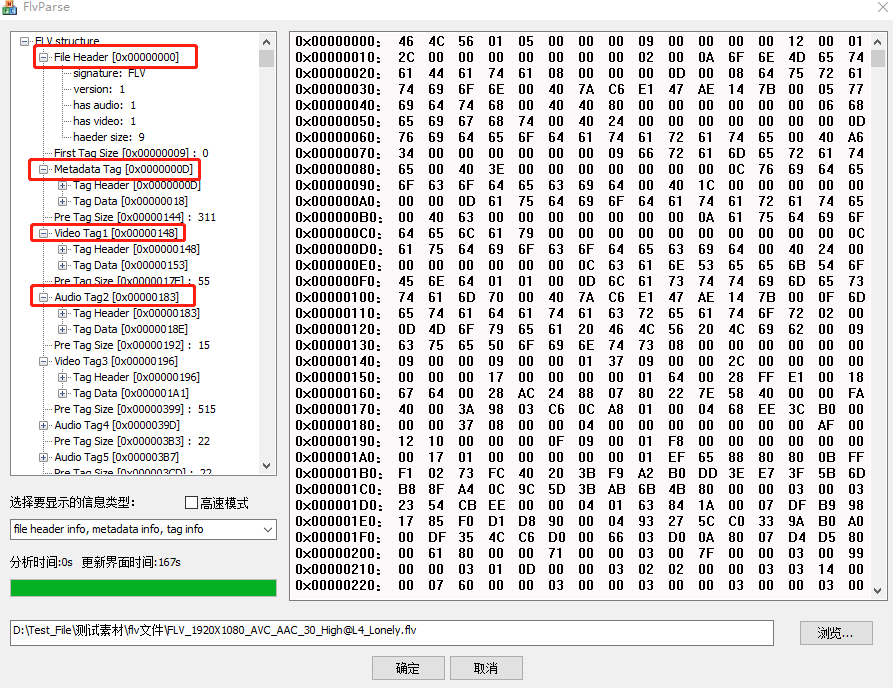 FlvParse
FLV structure
File Header [0x00000000]
signature: FLV
version: 1
has audio: 1
has video: 1
haeder size: 9
First Tag Size [0x00000009] : 0
Metadata Tag [0x0000000D]
Tag Header [0x0000000D]
Tag Data [0x00000018]
Pre Tag Size [0x00000144] : 311
Video Tag1 [0x00000148]
Tag Header [0x00000148]
Tag Data [0x00000153]
Pre Tag Size [0x0000017F] : 55
Audio Tag2 [0x00000183]
Tag Header [0x00000183]
Tag Data [0x0000018E]
Pre Tag Size [0x00000192] : 15
Video Tag3 [0x00000196]
Tag Header [0x00000196]
Tag Data [0x000001A1]
Pre Tag Size [0x00000399] : 515
Audio Tag4 [0x0000039D]
Pre Tag Size [0x000003B3] : 22
Audio Tag5 [0x000003B7]
Pre Tag Size [0x000003CD] : 22
选择要显示的信息类型:
高速模式
file header info, metadata info, tag info
分析时间:0s 更新界面时间:167s
0x00000000: 46 4C 56 01 05 00 00 00 09 00 00 00 00 12 00 01
0x00000010: 2C 00 00 00 00 00 00 00 02 00 0A 6F 6E 4D 65 74
0x00000020: 61 44 61 74 61 08 00 00 00 0D 00 08 64 75 72 61
0x00000030: 74 69 6F 6E 00 40 7A C6 E1 47 AE 14 7B 00 05 77
0x00000040: 69 64 74 68 00 40 9E 00 00 00 00 00 00 00 06 68
0x00000050: 65 69 67 68 74 00 40 24 00 00 00 00 00 00 00 0D
0x00000060: 76 69 64 65 6F 64 61 74 61 72 61 74 65 00 40 A6
0x00000070: 34 00 00 00 00 00 00 09 66 72 61 6D 65 72 61 74
0x00000080: 65 00 40 3E 00 00 00 00 00 00 00 0C 76 69 64 65
0x00000090: 6F 63 6F 64 65 63 69 64 00 40 1C 00 00 00 00 00
0x000000A0: 00 00 0D 61 75 64 69 6F 64 61 74 61 72 61 74 65
0x000000B0: 00 40 63 00 00 00 00 00 00 00 0A 61 75 64 69 6F
0x000000C0: 64 65 6C 61 79 00 00 00 00 00 00 00 00 00 00 0C
0x000000D0: 61 75 64 69 6F 63 6F 64 65 63 69 64 00 40 24 00
0x000000E0: 00 00 00 00 00 00 0C 63 61 6E 53 65 65 6B 54 6F
0x000000F0: 45 6E 64 01 01 00 0D 6C 61 73 74 74 69 6D 65 73
0x00000100: 74 61 6D 70 00 40 7A C6 E1 47 AE 14 7B 00 0F 6D
0x00000110: 65 74 61 64 61 74 61 63 72 65 61 74 6F 72 02 00
0x00000120: 0D 4D 6F 79 65 61 20 46 4C 56 20 4C 69 62 00 09
0x00000130: 63 75 65 50 6F 69 6E 74 73 08 00 00 00 00 00 00
0x00000140: 09 00 00 09 00 00 01 37 09 00 00 2C 00 00 00 00
0x00000150: 00 00 00 17 00 00 00 00 01 64 00 28 FF E1 00 18
0x00000160: 67 64 00 28 AC 24 88 07 80 22 7E 58 40 00 00 FA
0x00000170: 40 00 3A 98 03 C6 0C A8 01 00 04 68 EE 3C B0 00
0x00000180: 00 00 37 08 00 00 04 00 00 00 00 00 00 00 AF 00
0x00000190: 12 10 00 00 00 0F 09 00 01 F8 00 00 00 00 00 00
0x000001A0: 00 17 01 00 00 00 00 00 01 EF 65 88 80 80 0B FF
0x000001B0: F1 02 73 FC 40 20 3B F9 A2 B0 DD 3E E7 3F 5B 6D
0x000001C0: B8 8F A4 0C 9C 5D 3B AB 6B 4B 80 00 00 03 00 03
0x000001D0: 23 54 CB EE 00 00 04 01 63 84 1A 00 07 DF B9 98
0x000001E0: 17 85 F0 D1 D8 90 00 04 93 27 5C C0 33 9A B0 A0
0x000001F0: 00 DF 35 4C C6 D0 00 66 03 D0 0A 80 07 D4 D5 80
0x00000200: 00 61 80 00 00 71 00 00 03 00 7F 00 00 03 00 99
0x00000210: 00 00 03 01 0D 00 00 03 02 02 00 00 03 03 14 00
0x00000220: 00 07 60 00 00 03 00 00 03 00 00 03 00 00 03 00
D:\Test_File\测试素材\flv文件\FLV_1920X1080_AVC_AAC_30_High@L4_Lonely.flv
浏览...
确定
取消